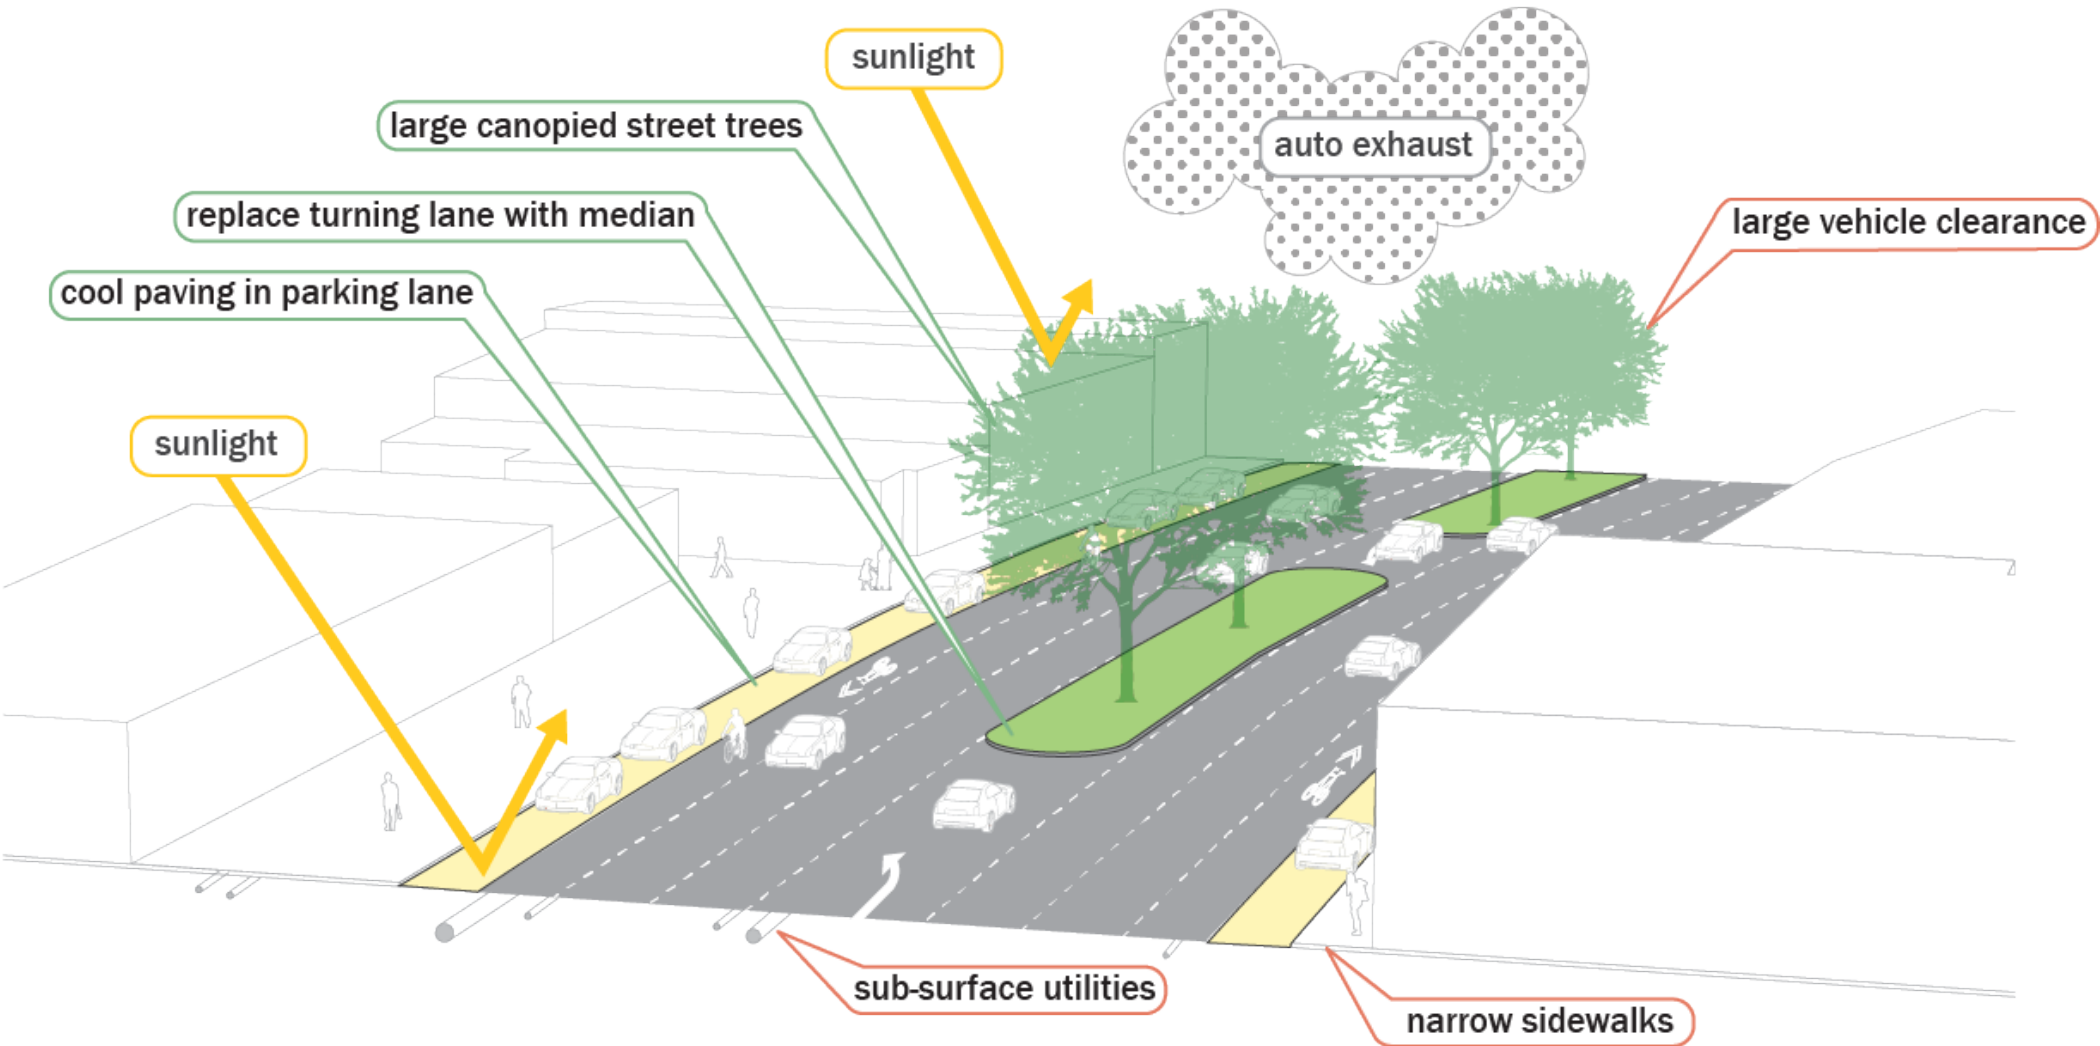 sunlight
large canopied street trees
auto exhaust
replace turning lane with median
large vehicle clearance
cool paving in parking lane
sunlight
sub-surface utilities
narrow sidewalks